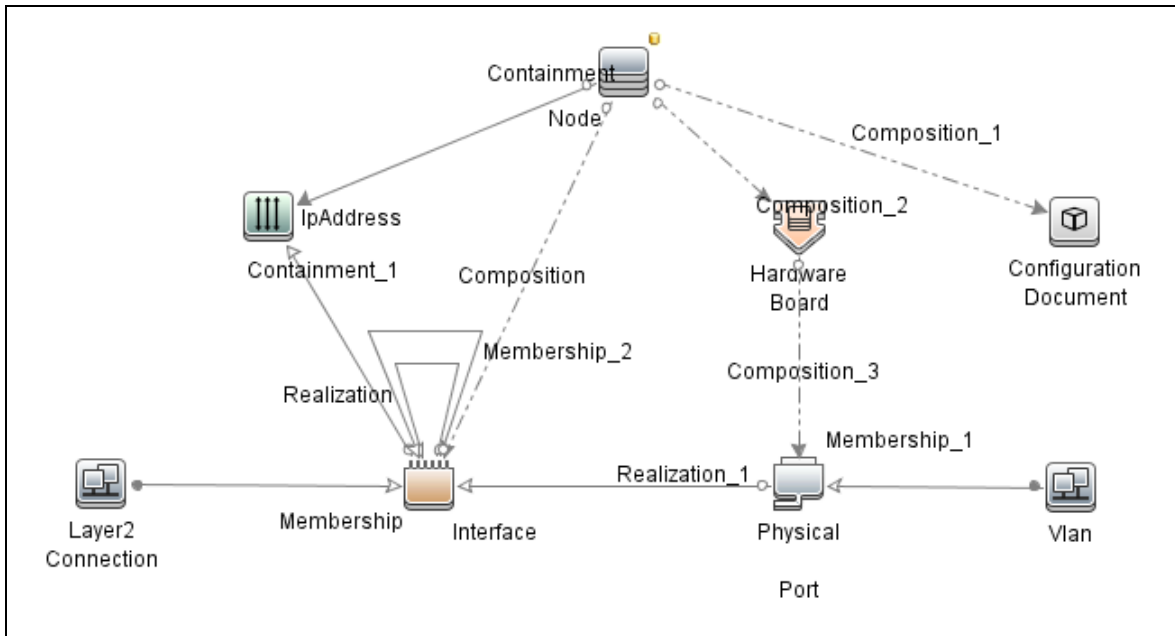 Containment
Node
Composition_1
IpAddress
Composition_2
Containment_1
Composition
Hardware
Board
Configuration
Document
Membership_2
Composition_3
Realization
Membership_1
Realization_1
Layer2
Connection
Membership
Interface
Physical
Port
Vlan